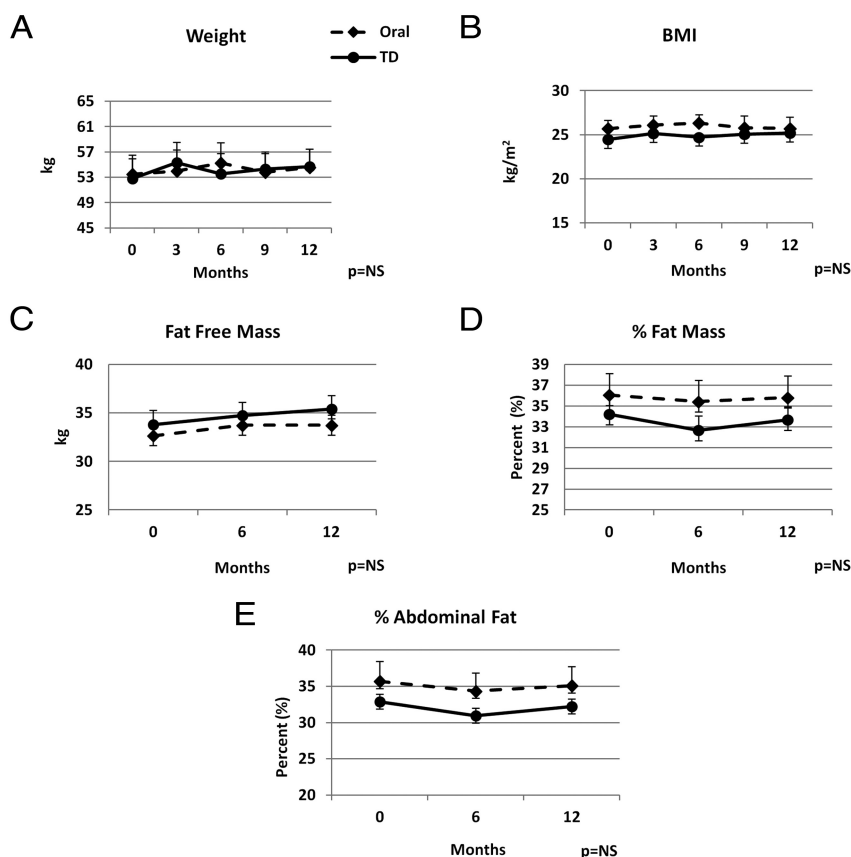 A
Weight
Oral
TD
65
61
57
53
49
45
kg
0 3 6 9 12
Months
p=NS
B
BMI
30
25
20
15
kg/m²
0 3 6 9 12
Months
p=NS
C
Fat Free Mass
40
35
30
25
kg
0 6 12
Months
p=NS
D
% Fat Mass
39
37
35
33
31
29
27
25
Percent (%)
0 6 12
Months
p=NS
E
% Abdominal Fat
40
35
30
25
20
Percent (%)
0 6 12
Months
p=NS